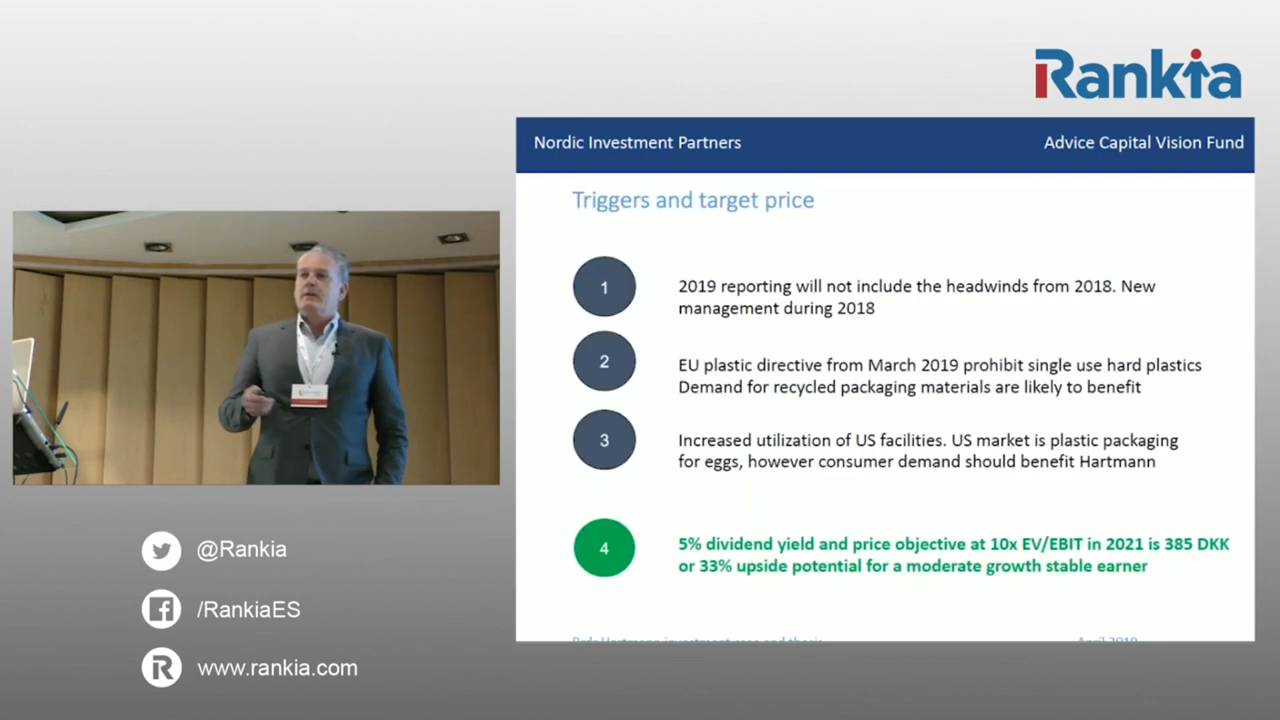 Rankia
Nordic Investment Partners
Advice Capital Vision Fund
Triggers and target price
1
2019 reporting will not include the headwinds from 2018. New
management during 2018
2
EU plastic directive from March 2019 prohibit single use hard plastics
Demand for recycled packaging materials are likely to benefit
3
Increased utilization of US facilities. US market is plastic packaging
for eggs, however consumer demand should benefit Hartmann
4
5% dividend yield and price objective at 10x EV/EBIT in 2021 is 385 DKK
or 33% upside potential for a moderate growth stable earner
@Rankia
/RankiaES
R
www.rankia.com